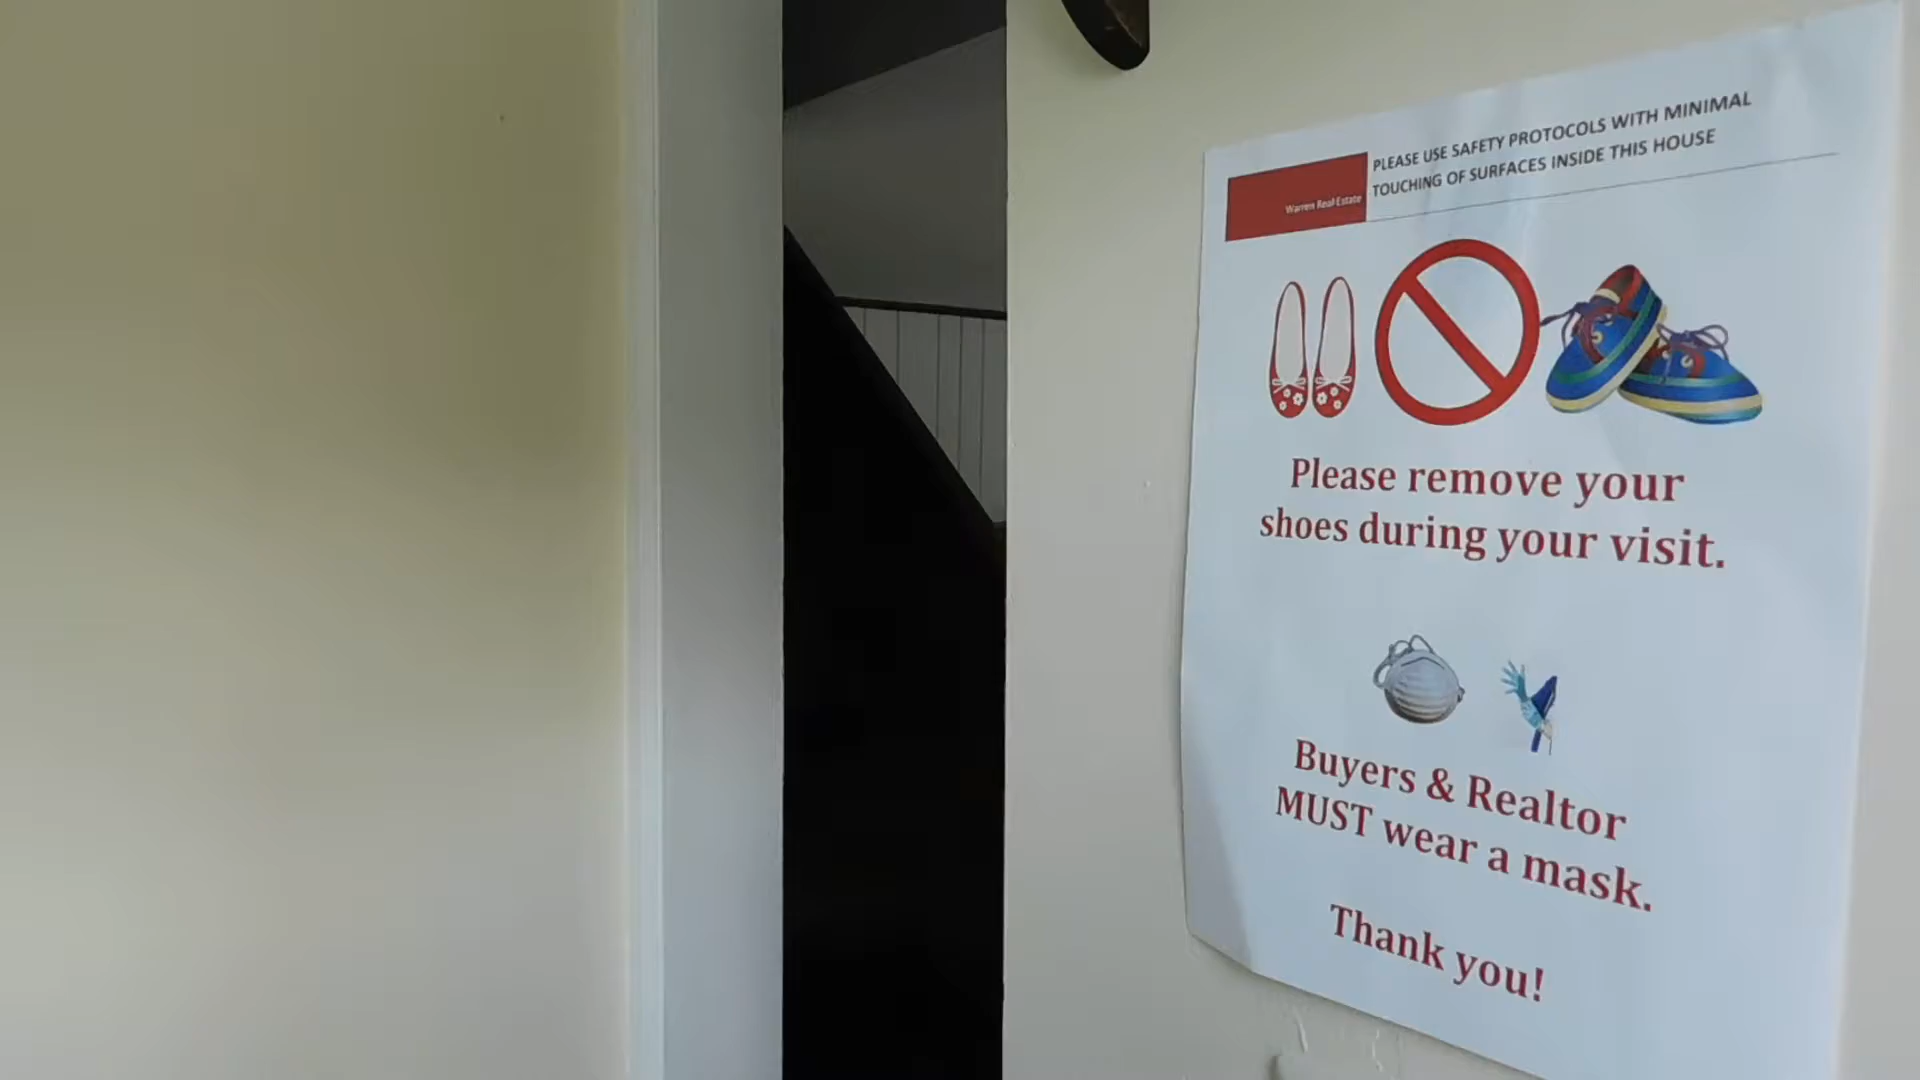 PLEASE USE SAFETY PROTOCOLS WITH MINIMAL
TOUCHING OF SURFACES INSIDE THIS HOUSE
Warren Real Estate
Please remove your
shoes during your visit.
Buyers & Realtor
MUST wear a mask.
Thank you!